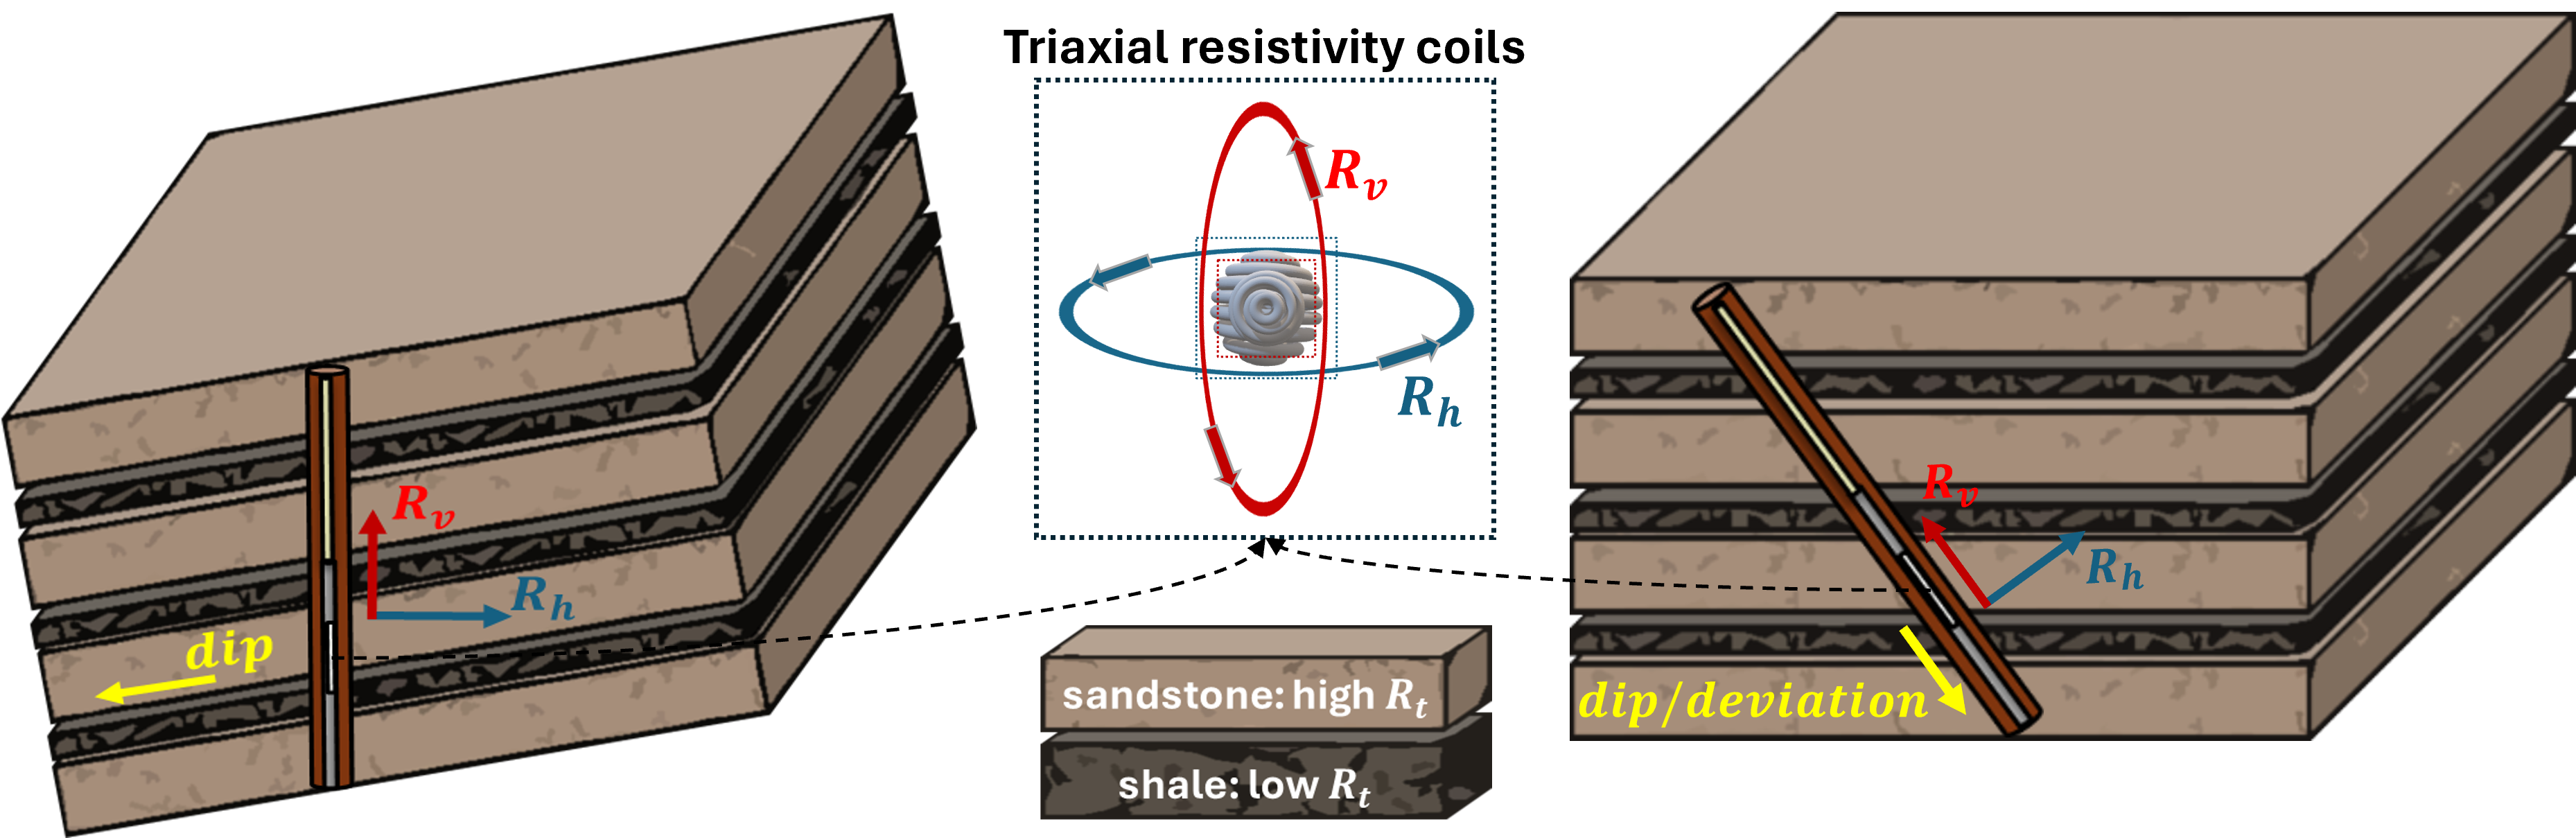 Triaxial resistivity coils
R_v
R_h
R_v
R_h
dip
R_v
R_h
dip/deviation
sandstone: high R_t
shale: low R_t